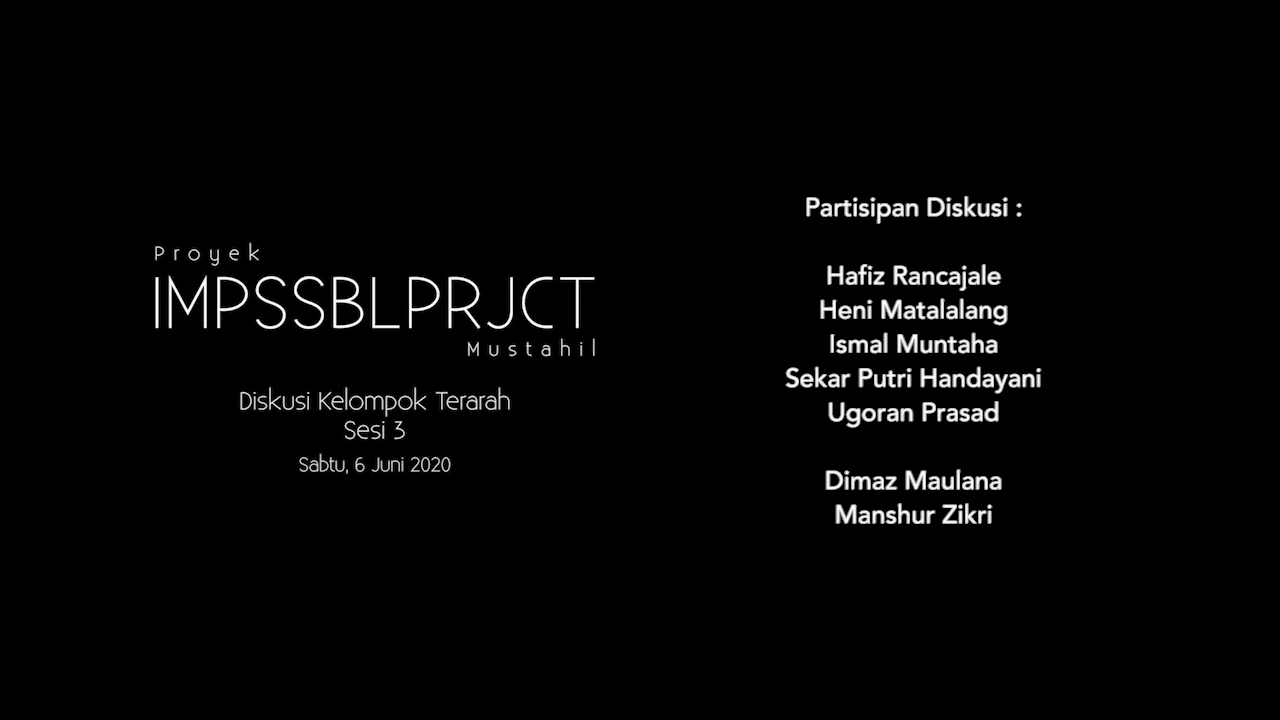 Proyek
IMPSSBLPRJCT
Mustahil
Diskusi Kelompok Terarah
Sesi 3
Sabtu, 6 Juni 2020
Partisipan Diskusi :
Hafiz Rancajale
Heni Matalalang
Ismal Muntaha
Sekar Putri Handayani
Ugoran Prasad
Dimaz Maulana
Manshur Zikri